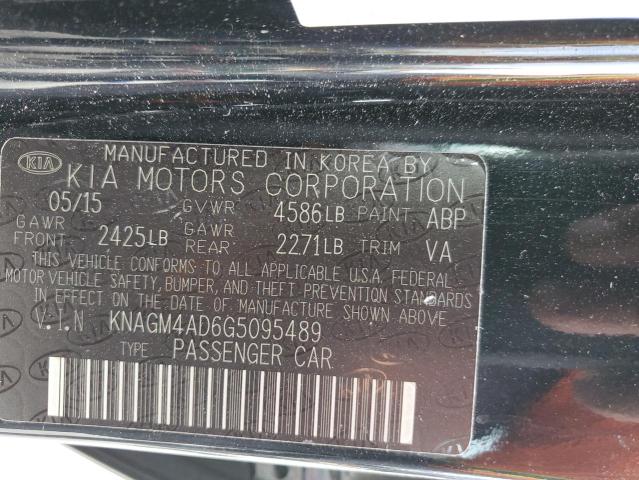 KIA MANUFACTURED IN KOREA BY
KIA MOTORS CORPORATION
05/15 GVWR 4586LB PAINT ABP
GAWR FRONT 2425LB GAWR REAR 2271LB TRIM VA
THIS VEHICLE CONFORMS TO ALL APPLICABLE U.S.A. FEDERAL
MOTOR VEHICLE SAFETY, BUMPER, AND THEFT PREVENTION
STANDARDS IN EFFECT ON THE DATE OF MANUFACTURE SHOWN ABOVE.
V.I.N KNAGM4AD6G5095489
TYPE PASSENGER CAR